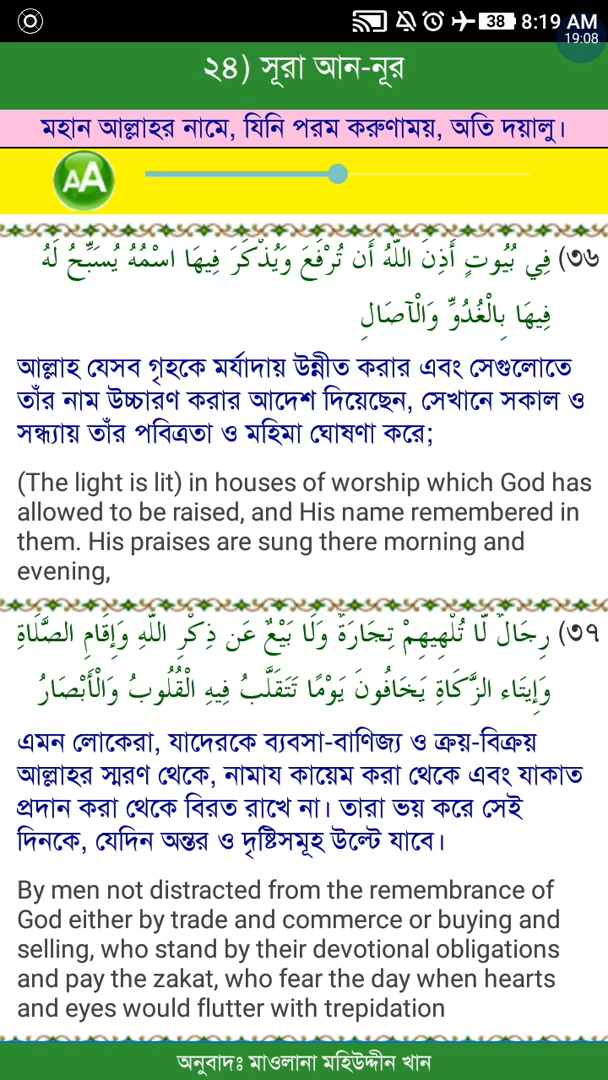 38 8:19 AM
19:08
২৪) সূরা আন-নূর
মহান আল্লাহর নামে, যিনি পরম করুণাময়, অতি দয়ালু।
AA
৩৬) فِي بُيُوتٍ أَذِنَ اللَّهُ أَن تُرْفَعَ وَيُذْكَرَ فِيهَا اسْمُهُ يُسَبِّحُ لَهُ
فِيهَا بِالْغُدُوِّ وَالْآصَالِ
আল্লাহ যেসব গৃহকে মর্যাদায় উন্নীত করার এবং সেগুলোতে
তাঁর নাম উচ্চারণ করার আদেশ দিয়েছেন, সেখানে সকাল ও
সন্ধ্যায় তাঁর পবিত্রতা ও মহিমা ঘোষণা করে;
(The light is lit) in houses of worship which God has
allowed to be raised, and His name remembered in
them. His praises are sung there morning and
evening,
৩৭) رِجَالٌ لَّا تُلْهِيهِمْ تِجَارَةٌ وَلَا بَيْعٌ عَن ذِكْرِ اللَّهِ وَإِقَامِ الصَّلَاةِ
وَإِيتَاء الزَّكَاةِ يَخَافُونَ يَوْمًا تَتَقَلَّبُ فِيهِ الْقُلُوبُ وَالْأَبْصَارُ
এমন লোকেরা, যাদেরকে ব্যবসা-বাণিজ্য ও ক্রয়-বিক্রয়
আল্লাহর স্মরণ থেকে, নামায কায়েম করা থেকে এবং যাকাত
প্রদান করা থেকে বিরত রাখে না। তারা ভয় করে সেই
দিনকে, যেদিন অন্তর ও দৃষ্টিসমূহ উল্টে যাবে।
By men not distracted from the remembrance of
God either by trade and commerce or buying and
selling, who stand by their devotional obligations
and pay the zakat, who fear the day when hearts
and eyes would flutter with trepidation
অনুবাদঃ মাওলানা মহিউদ্দীন খান